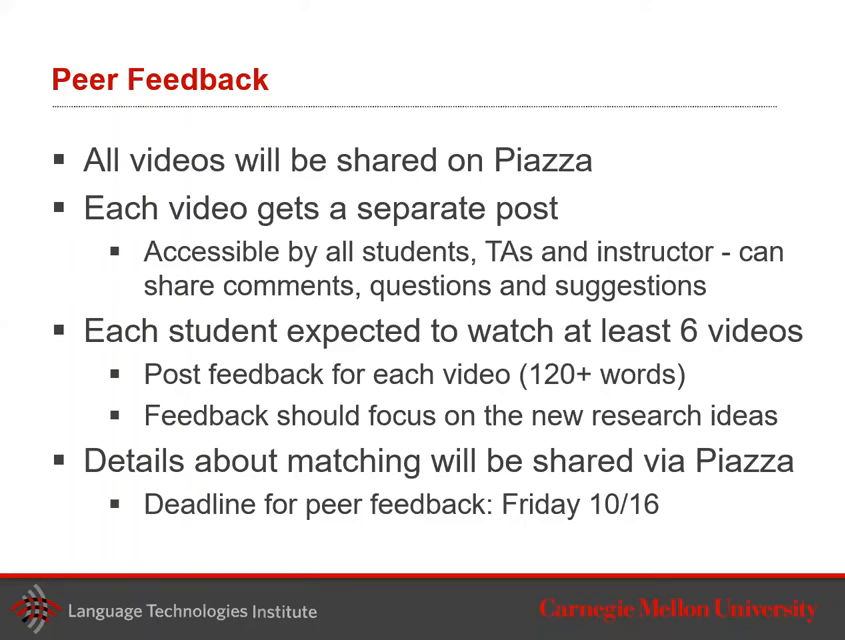 Peer Feedback
▪ All videos will be shared on Piazza
▪ Each video gets a separate post
▪ Accessible by all students, TAs and instructor - can
share comments, questions and suggestions
▪ Each student expected to watch at least 6 videos
▪ Post feedback for each video (120+ words)
▪ Feedback should focus on the new research ideas
▪ Details about matching will be shared via Piazza
▪ Deadline for peer feedback: Friday 10/16
Language Technologies Institute
Carnegie Mellon University